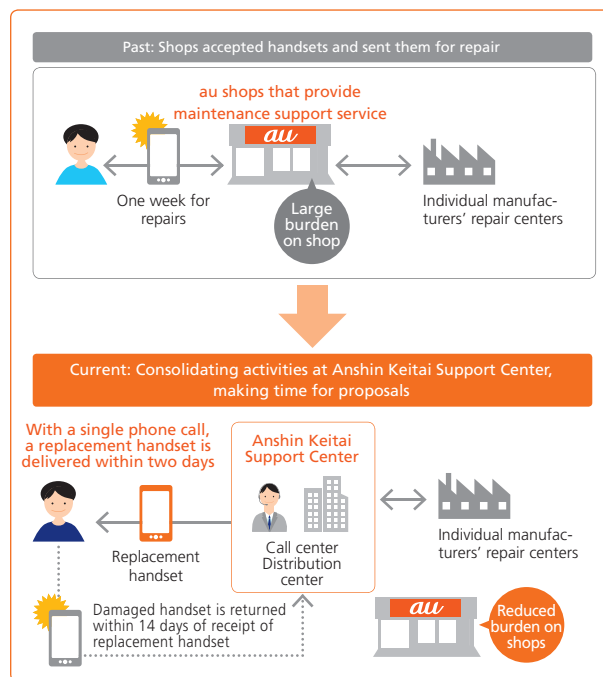 Past: Shops accepted handsets and sent them for repair
au shops that provide
maintenance support service
au
One week for
repairs
Large
burden
on shop
Individual manufac-
turers' repair centers
Current: Consolidating activities at Anshin Keitai Support Center,
making time for proposals
With a single phone call,
a replacement handset is
delivered within two days
Anshin Keitai
Support Center
Replacement
handset
Call center
Distribution
center
Individual manufac-
turers' repair centers
Damaged handset is returned
within 14 days of receipt of
replacement handset
au
Reduced
burden on
shops